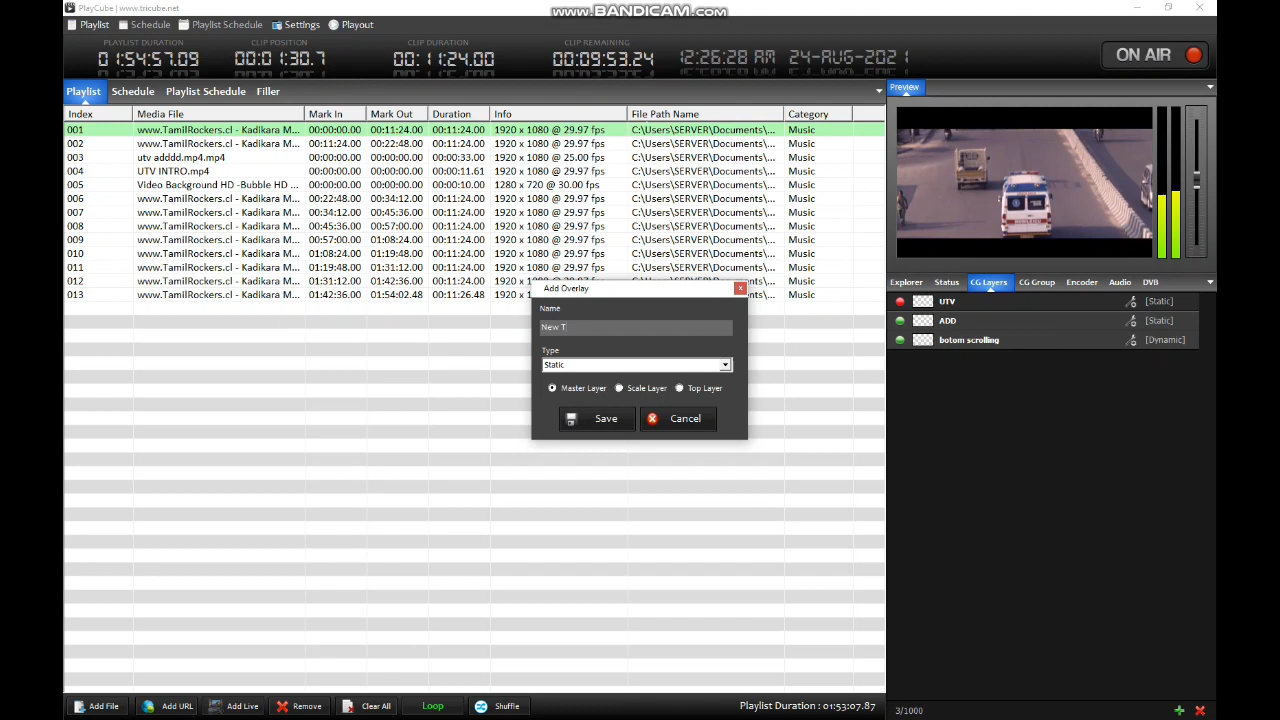 PlayCube | www.tricube.net
www.BANDICAM.com
Playlist Schedule Playlist Schedule Settings Playout
PLAYLIST DURATION CLIP POSITION CLIP DURATION CLIP REMAINING
01:54:57.09 00:01:30.7 00:11:24.00 00:09:53.24 12:26:28 AM 24-AUG-2021
ON AIR
Playlist Schedule Playlist Schedule Filler
Preview
Index Media File Mark In Mark Out Duration Info File Path Name Category
001 www.TamilRockers.cl - Kadikara M... 00:00:00.00 00:11:24.00 00:11:24.00 1920 x 1080 @ 29.97 fps C:\Users\SERVER\Documents\... Music
002 www.TamilRockers.cl - Kadikara M... 00:11:24.00 00:22:48.00 00:11:24.00 1920 x 1080 @ 29.97 fps C:\Users\SERVER\Documents\... Music
003 utv adddd.mp4.mp4 00:00:00.00 00:00:33.00 00:00:33.00 1920 x 1080 @ 25.00 fps C:\Users\SERVER\Documents\... Music
004 UTV INTRO.mp4 00:00:00.00 00:00:11.61 00:00:11.61 1920 x 1080 @ 29.97 fps C:\Users\SERVER\Documents\... Music
005 Video Background HD -Bubble HD ... 00:00:00.00 00:00:10.00 00:00:10.00 1280 x 720 @ 30.00 fps C:\Users\SERVER\Documents\... Music
006 www.TamilRockers.cl - Kadikara M... 00:22:48.00 00:34:12.00 00:11:24.00 1920 x 1080 @ 29.97 fps C:\Users\SERVER\Documents\... Music
007 www.TamilRockers.cl - Kadikara M... 00:34:12.00 00:45:36.00 00:11:24.00 1920 x 1080 @ 29.97 fps C:\Users\SERVER\Documents\... Music
008 www.TamilRockers.cl - Kadikara M... 00:57:00.00 00:11:24.00 1920 x 1080 @ 29.97 fps C:\Users\SERVER\Documents\... Music
009 www.TamilRockers.cl - Kadikara M... 01:08:24.00 00:11:24.00 1920 x 1080 @ 29.97 fps C:\Users\SERVER\Documents\... Music
010 www.TamilRockers.cl - Kadikara M... 01:08:24.00 01:19:48.00 00:11:24.00 1920 x 1080 @ 29.97 fps C:\Users\SERVER\Documents\... Music
011 www.TamilRockers.cl - Kadikara M... 01:19:48.00 01:31:12.00 00:11:24.00 1920 x 1080 @ 29.97 fps C:\Users\SERVER\Documents\... Music
012 www.TamilRockers.cl - Kadikara M... 01:31:12.00 01:42:36.00 00:11:24.00 1920 x 1080 @ 29.97 fps C:\Users\SERVER\Documents\... Music
013 www.TamilRockers.cl - Kadikara M... 01:42:36.00 01:54:02.48 00:11:26.48 Music
Add Overlay
Name
New T
Type
Static
Master Layer Scale Layer Top Layer
Save Cancel
Explorer Status CG Layers CG Group Encoder Audio DVB
UTV [Static]
ADD [Static]
botom scrolling [Dynamic]
Add File Add URL Add Live Remove Clear All Loop Shuffle Playlist Duration : 01:53:07.87
3/1000